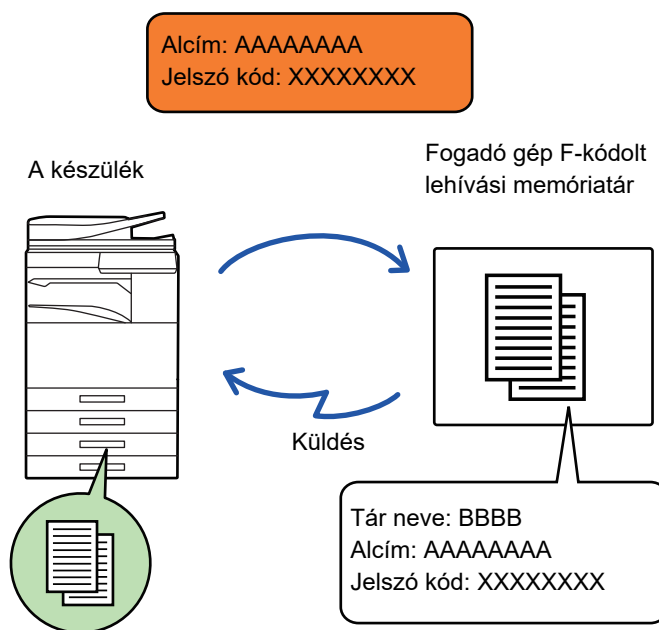 Alcím: AAAAAAAA
Jelszó kód: XXXXXXXX
A készülék
Fogadó gép F-kódolt
lehívási memóriatár
Küldés
Tár neve: BBBB
Alcím: AAAAAAAA
Jelszó kód: XXXXXXXX